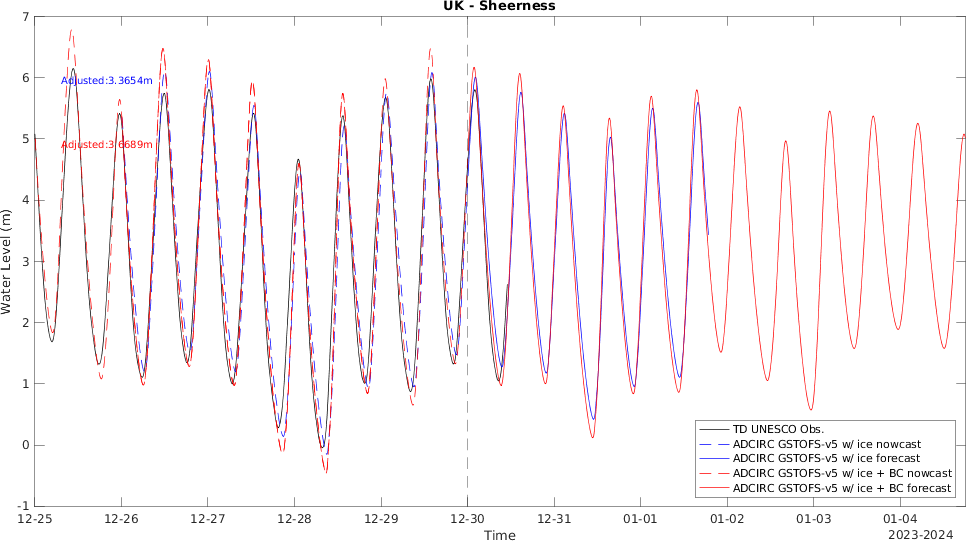 UK - Sheerness
7
6
5
4
3
2
1
0
-1
Water Level (m)
Adjusted:3.3654m
Adjusted:3.6689m
TD UNESCO Obs.
ADCIRC GSTOFS-v5 w/ ice nowcast
ADCIRC GSTOFS-v5 w/ ice forecast
ADCIRC GSTOFS-v5 w/ ice + BC nowcast
ADCIRC GSTOFS-v5 w/ ice + BC forecast
12-25 12-26 12-27 12-28 12-29 12-30 12-31 01-01 01-02 01-03 01-04
Time
2023-2024